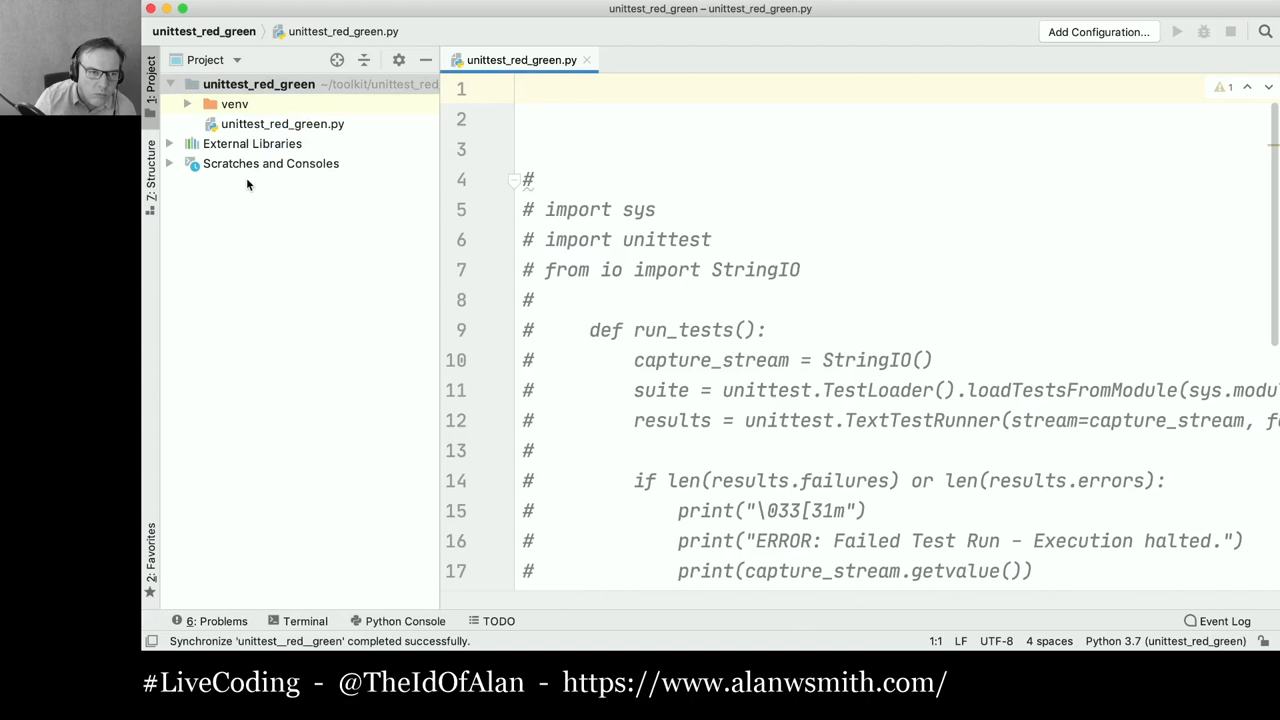 unittest_red_green – unittest_red_green.py
unittest_red_green
unittest_red_green.py
Add Configuration...
1: Project
Project
unittest_red_green.py
unittest_red_green ~/toolkit/unittest_red
venv
unittest_red_green.py
External Libraries
Scratches and Consoles
Z: Structure
2: Favorites
1
1
2
3
4 #
5 # import sys
6 # import unittest
7 # from io import StringIO
8 #
9 # def run_tests():
10 # capture_stream = StringIO()
11 # suite = unittest.TestLoader().loadTestsFromModule(sys.modu
12 # results = unittest.TextTestRunner(stream=capture_stream, f
13 #
14 # if len(results.failures) or len(results.errors):
15 # print("\033[31m")
16 # print("ERROR: Failed Test Run - Execution halted.")
17 # print(capture_stream.getvalue())
6: Problems
Terminal
Python Console
TODO
Event Log
Synchronize 'unittest__red__green' completed successfully.
1:1 LF UTF-8 4 spaces Python 3.7 (unittest_red_green)
#LiveCoding - @TheIdOfAlan - https://www.alanwsmith.com/